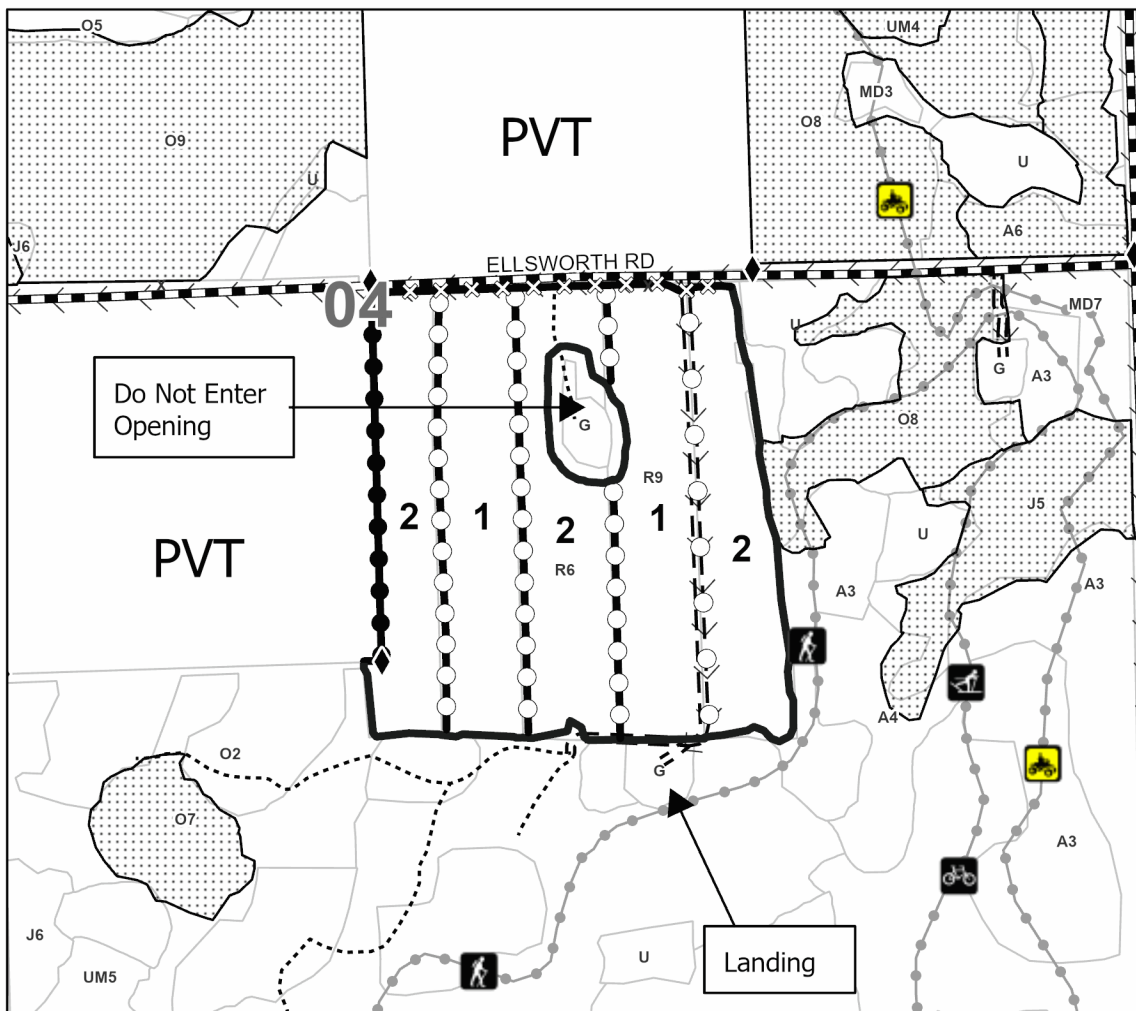 O5
UM4
MD3
PVT
O9
O8
U
U
A6
J6
ELLSWORTH RD
04
MD7
U
G
A3
Do Not Enter
Opening
G
O8
R9
J5
2
1
2
1
2
U
PVT
R6
A3
A3
A4
O2
G
O7
A3
J6
UM5
U
Landing